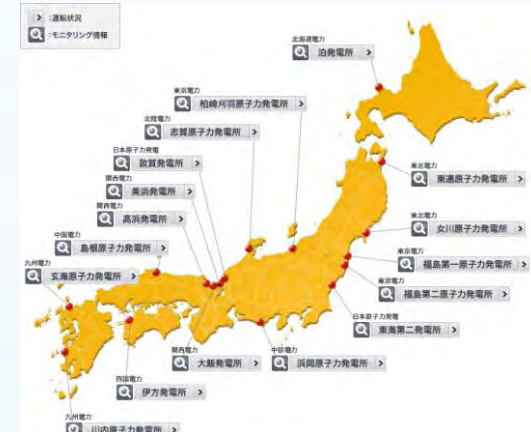 ：運転状況
：モニタリング情報
北海道電力
泊発電所
東京電力
柏崎刈羽原子力発電所
北陸電力
志賀原子力発電所
日本原子力発電
敦賀発電所
関西電力
美浜発電所
関西電力
高浜発電所
中国電力
島根原子力発電所
九州電力
玄海原子力発電所
東北電力
東通原子力発電所
東北電力
女川原子力発電所
東京電力
福島第一原子力発電所
東京電力
福島第二原子力発電所
日本原子力発電
東海第二発電所
関西電力
大飯発電所
中部電力
浜岡原子力発電所
四国電力
伊方発電所
九州電力
川内原子力発電所